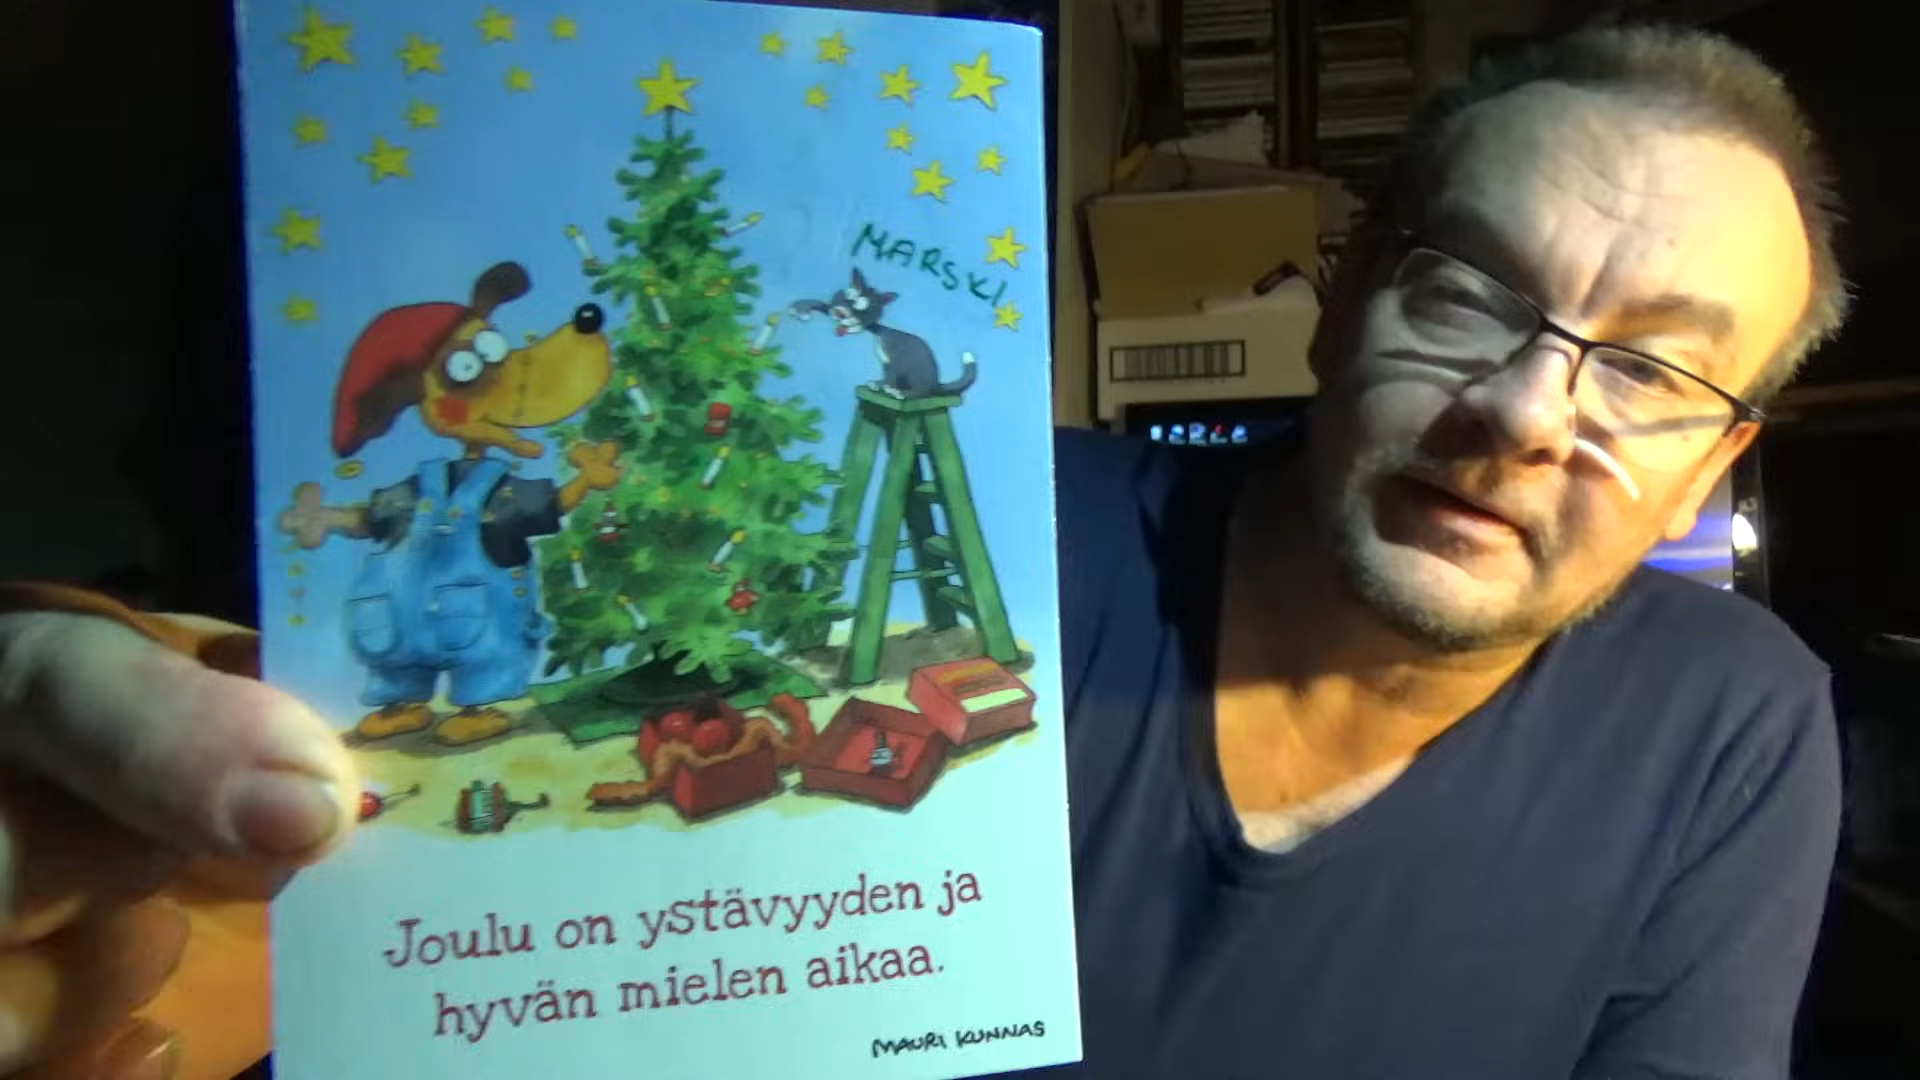 MARSKI
Joulu on ystävyyden ja
hyvän mielen aikaa.
MAURI KUNNAS